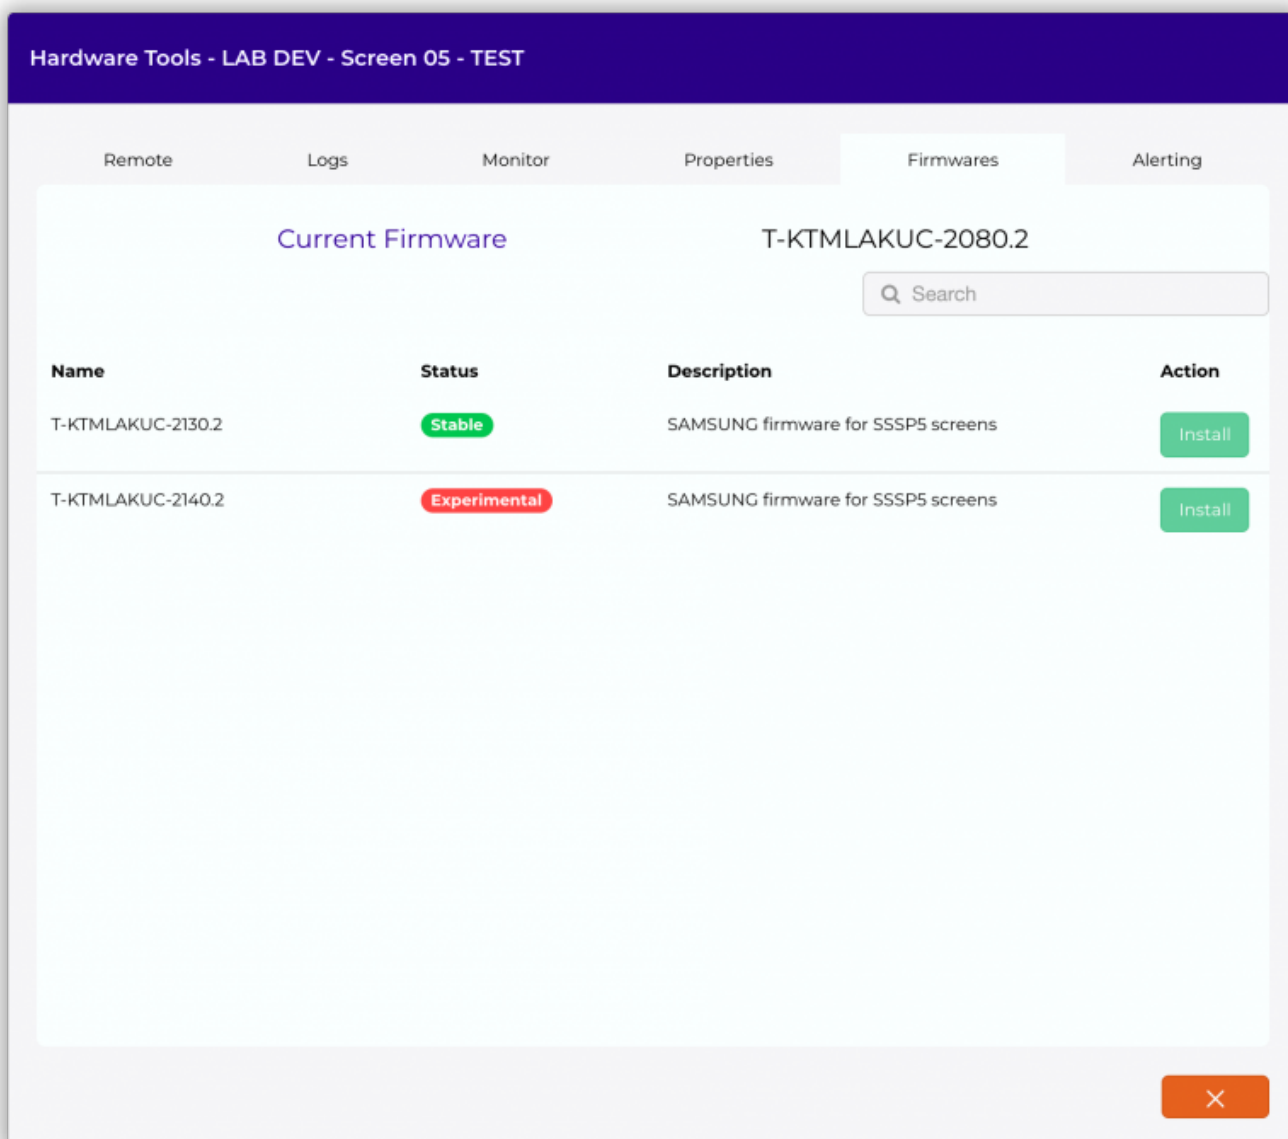 Hardware Tools - LAB DEV - Screen 05 - TEST
Remote Logs Monitor Properties Firmwares Alerting
Current Firmware T-KTMLAKUC-2080.2
Search
Name Status Description Action
T-KTMLAKUC-2130.2 Stable SAMSUNG firmware for SSSP5 screens Install
T-KTMLAKUC-2140.2 Experimental SAMSUNG firmware for SSSP5 screens Install